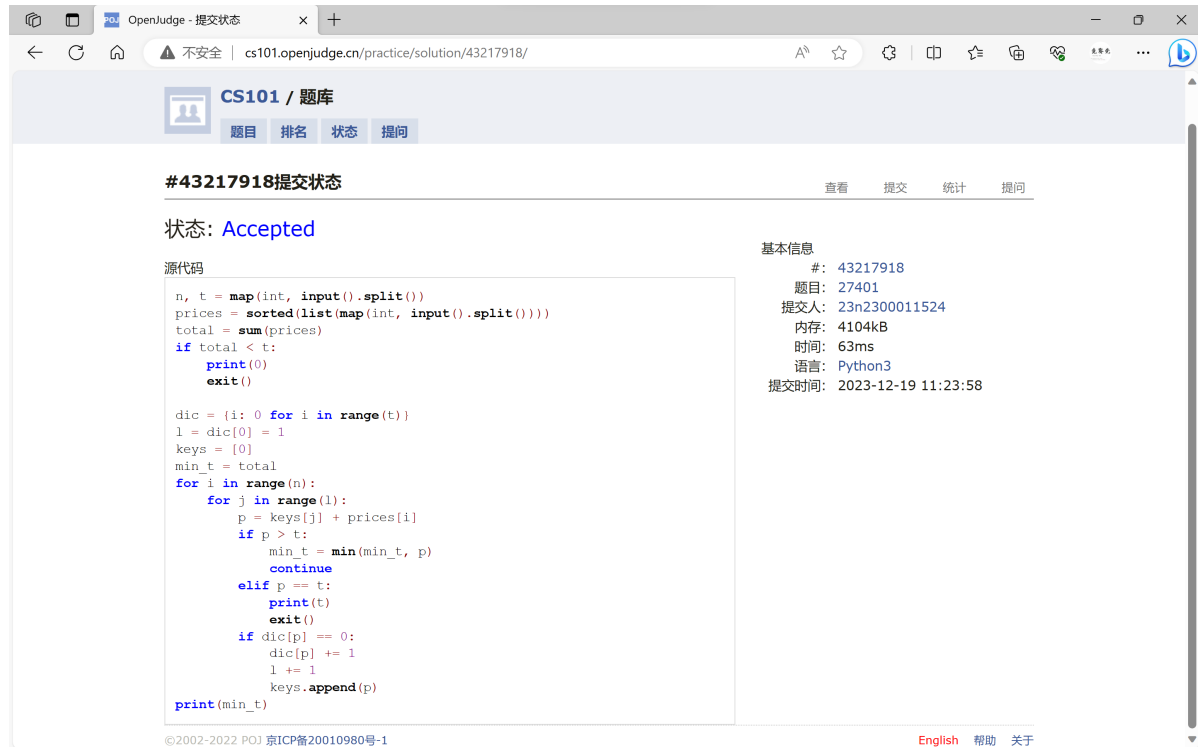 OpenJudge - 提交状态
不安全 | cs101.openjudge.cn/practice/solution/43217918/
CS101 / 题库
题目 排名 状态 提问
#43217918提交状态
查看 提交 统计 提问
状态: Accepted
源代码
n, t = map(int, input().split())
prices = sorted(list(map(int, input().split())))
total = sum(prices)
if total < t:
    print(0)
    exit()
dic = {i: 0 for i in range(t)}
l = dic[0] = 1
keys = [0]
min_t = total
for i in range(n):
    for j in range(l):
        p = keys[j] + prices[i]
        if p > t:
            min_t = min(min_t, p)
            continue
        elif p == t:
            print(t)
            exit()
        if dic[p] == 0:
            dic[p] += 1
            l += 1
            keys.append(p)
print(min_t)
基本信息
#: 43217918
题目: 27401
提交人: 23n2300011524
内存: 4104kB
时间: 63ms
语言: Python3
提交时间: 2023-12-19 11:23:58
©2002-2022 POJ 京ICP备20010980号-1
English 帮助 关于